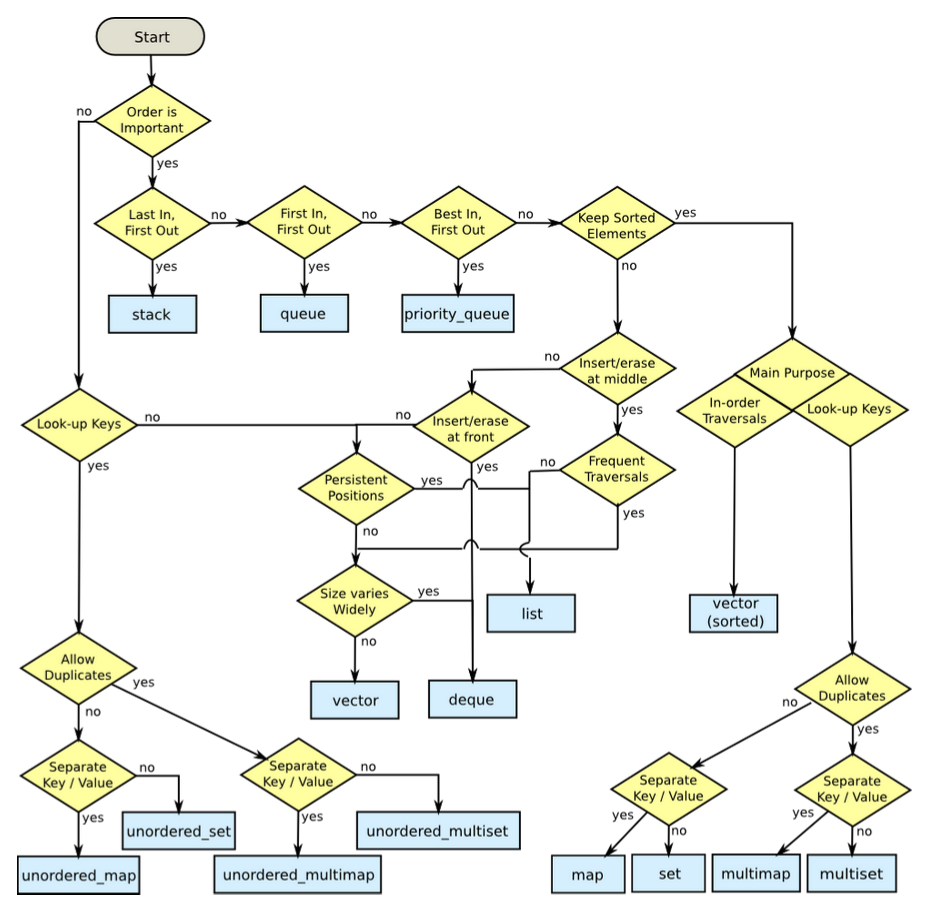 Start
no
Order is
Important
yes
Last In,
First Out
no
First In,
First Out
no
Best In,
First Out
no
Keep Sorted
Elements
yes
yes
yes
yes
no
stack
queue
priority_queue
no
Insert/erase
at middle
Main Purpose
yes
In-order
Traversals
Look-up Keys
Look-up Keys
no
no
Insert/erase
at front
yes
yes
no
Frequent
Traversals
Persistent
Positions
yes
yes
no
Size varies
Widely
yes
list
vector
(sorted)
no
vector
deque
Allow
Duplicates
yes
no
Allow
Duplicates
no
yes
Separate
Key / Value
no
Separate
Key / Value
no
Separate
Key / Value
Separate
Key / Value
yes
yes
yes
no
yes
no
unordered_set
unordered_multiset
unordered_map
unordered_multimap
map
set
multimap
multiset